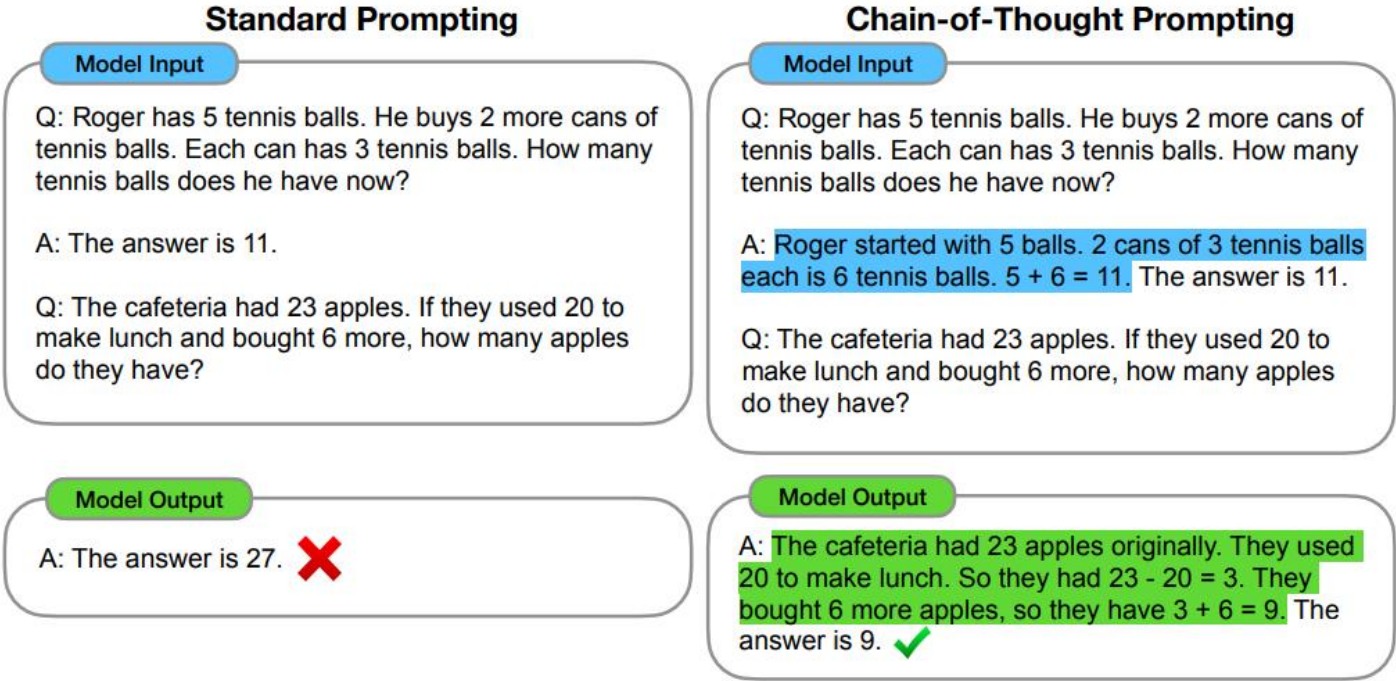 Standard Prompting
Model Input
Q: Roger has 5 tennis balls. He buys 2 more cans of
tennis balls. Each can has 3 tennis balls. How many
tennis balls does he have now?
A: The answer is 11.
Q: The cafeteria had 23 apples. If they used 20 to
make lunch and bought 6 more, how many apples
do they have?
Model Output
A: The answer is 27.
Chain-of-Thought Prompting
Model Input
Q: Roger has 5 tennis balls. He buys 2 more cans of
tennis balls. Each can has 3 tennis balls. How many
tennis balls does he have now?
A: Roger started with 5 balls. 2 cans of 3 tennis balls
each is 6 tennis balls. 5 + 6 = 11. The answer is 11.
Q: The cafeteria had 23 apples. If they used 20 to
make lunch and bought 6 more, how many apples
do they have?
Model Output
A: The cafeteria had 23 apples originally. They used
20 to make lunch. So they had 23 - 20 = 3. They
bought 6 more apples, so they have 3 + 6 = 9. The
answer is 9.